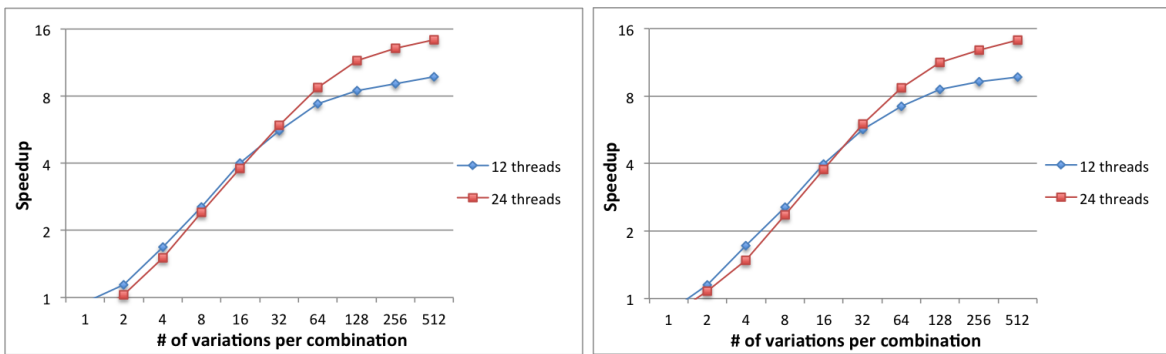 16
8
4
2
1
Speedup
1 2 4 8 16 32 64 128 256 512
# of variations per combination
12 threads
24 threads
16
8
4
2
1
Speedup
1 2 4 8 16 32 64 128 256 512
# of variations per combination
12 threads
24 threads